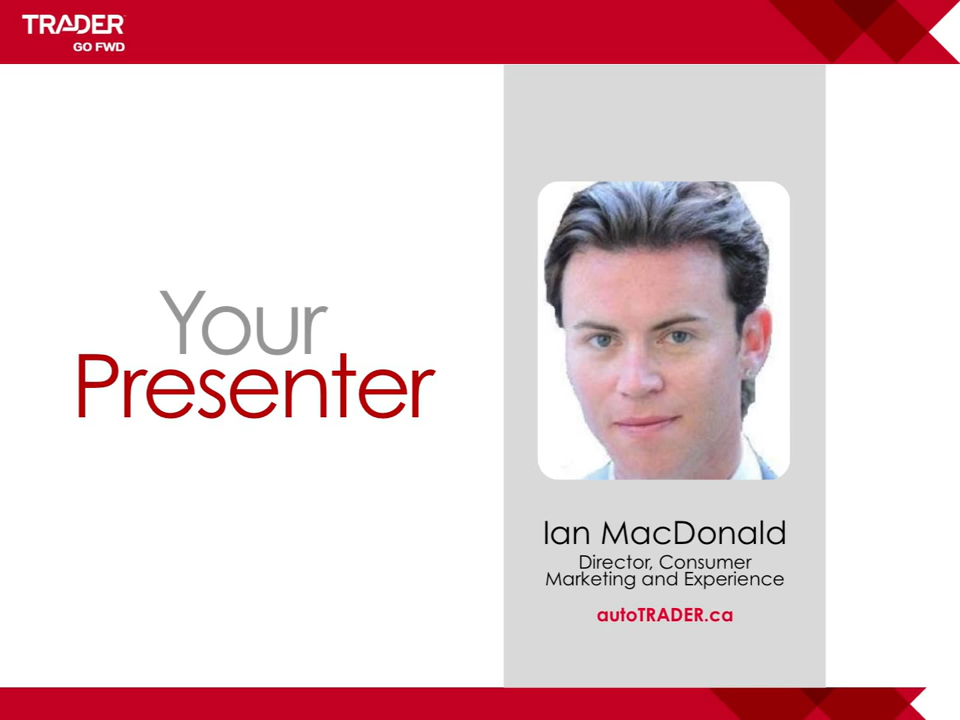 TRADER
GO FWD
Your
Presenter
Ian MacDonald
Director, Consumer
Marketing and Experience
autoTRADER.ca